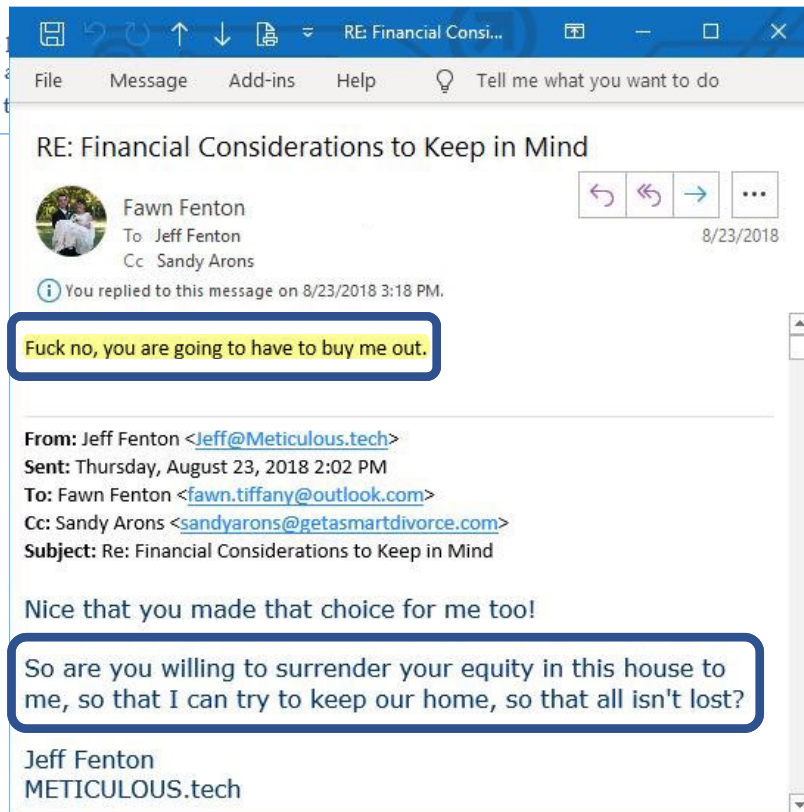 RE: Financial Consi...
File Message Add-ins Help Tell me what you want to do
RE: Financial Considerations to Keep in Mind
Fawn Fenton
To Jeff Fenton
Cc Sandy Arons
8/23/2018
You replied to this message on 8/23/2018 3:18 PM.
Fuck no, you are going to have to buy me out.
From: Jeff Fenton <Jeff@Meticulous.tech>
Sent: Thursday, August 23, 2018 2:02 PM
To: Fawn Fenton <fawn.tiffany@outlook.com>
Cc: Sandy Arons <sandyarons@getasmartdivorce.com>
Subject: Re: Financial Considerations to Keep in Mind
Nice that you made that choice for me too!
So are you willing to surrender your equity in this house to
me, so that I can try to keep our home, so that all isn't lost?
Jeff Fenton
METICULOUS.tech